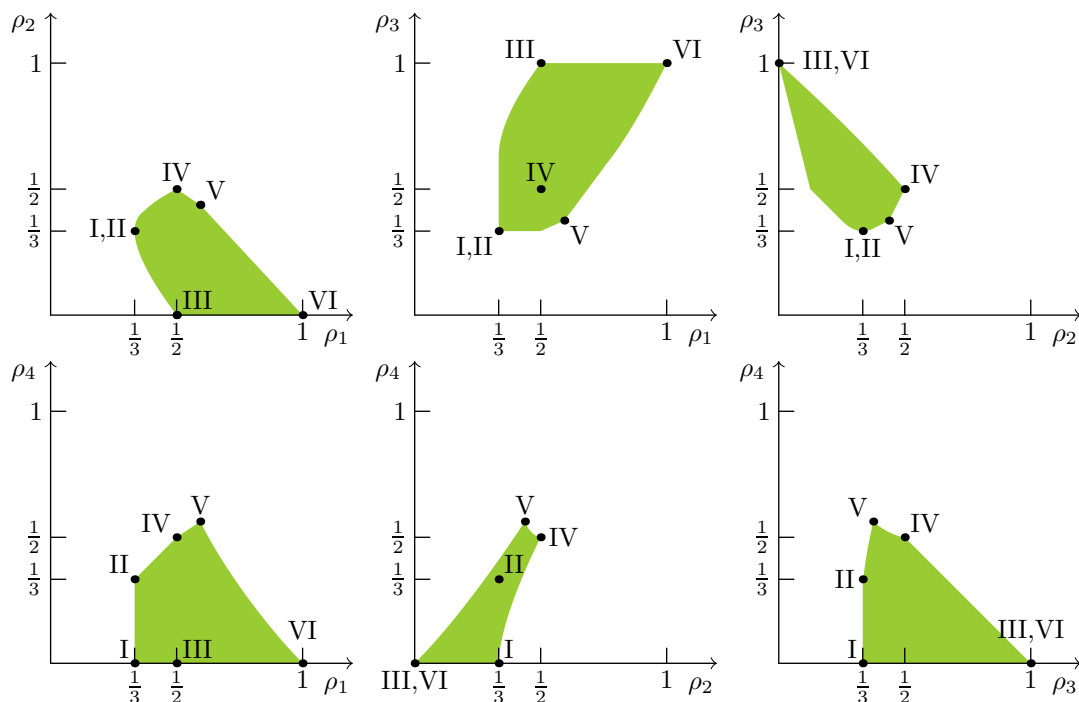 ρ₂ ρ₃ ρ₃
1 1 III VI 1 III,VI
1/2 IV V 1/2 IV 1/2 IV
1/3 I,II 1/3 I,II V 1/3 I,II V
III VI
1/3 1/2 1 ρ₁ 1/3 1/2 1 ρ₁ 1/3 1/2 1 ρ₂
ρ₄ ρ₄ ρ₄
1 1 1
1/2 IV V 1/2 V IV 1/2 V IV
1/3 II 1/3 II 1/3 II
I III VI I I III,VI
1/3 1/2 1 ρ₁ III,VI 1/3 1/2 1 ρ₂ 1/3 1/2 1 ρ₃